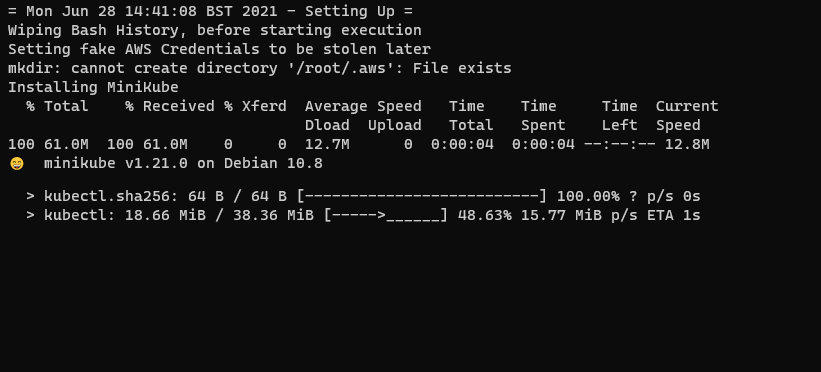 = Mon Jun 28 14:41:08 BST 2021 - Setting Up =
Wiping Bash History, before starting execution
Setting fake AWS Credentials to be stolen later
mkdir: cannot create directory '/root/.aws': File exists
Installing MiniKube
  % Total    % Received % Xferd  Average Speed   Time    Time     Time  Current
                                 Dload  Upload   Total   Spent    Left  Speed
100 61.0M  100 61.0M    0     0  12.7M      0  0:00:04  0:00:04 --:--:-- 12.8M
😄  minikube v1.21.0 on Debian 10.8
  > kubectl.sha256: 64 B / 64 B [--------------------------] 100.00% ? p/s 0s
  > kubectl: 18.66 MiB / 38.36 MiB [----->______] 48.63% 15.77 MiB p/s ETA 1s